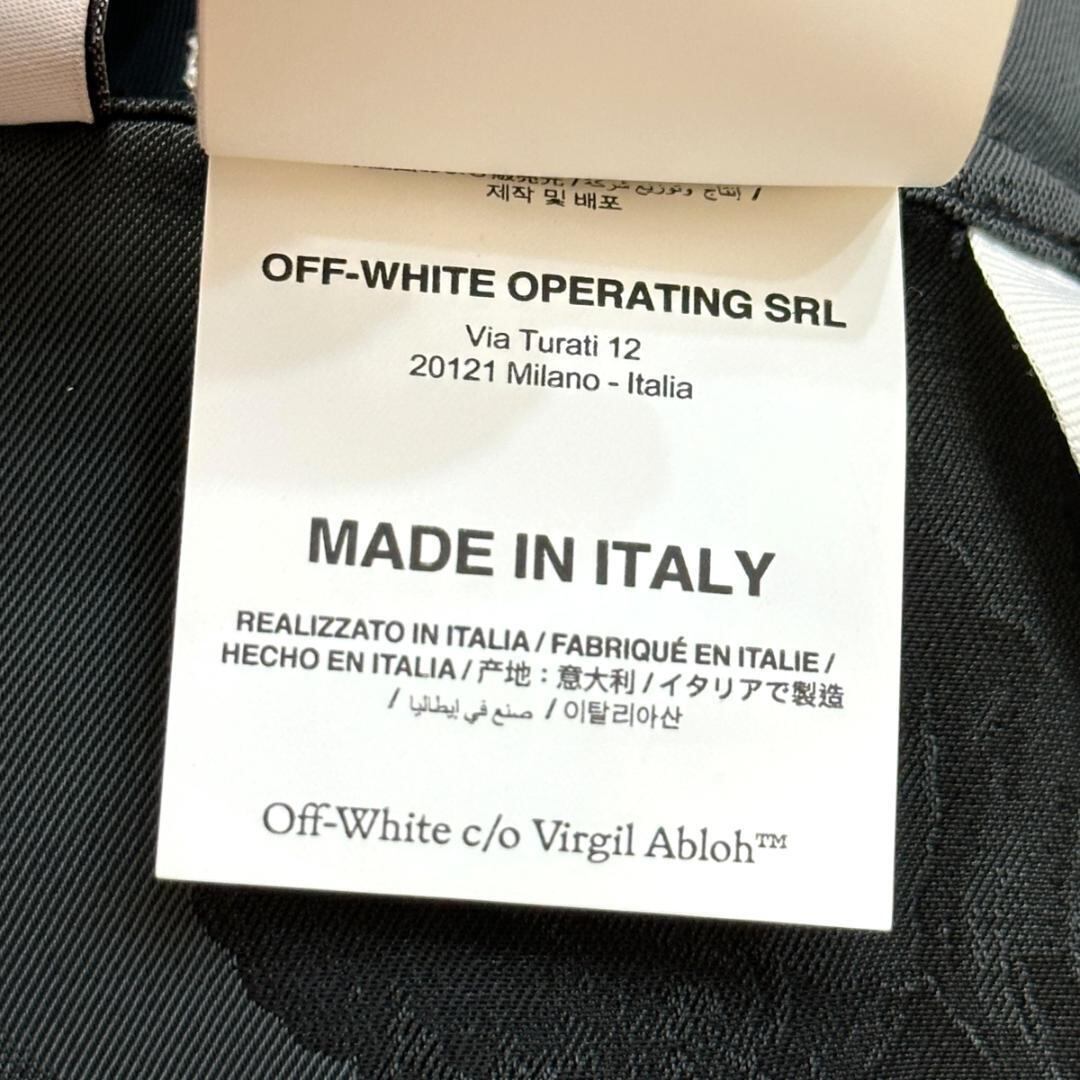 제작 및 배포
OFF-WHITE OPERATING SRL
Via Turati 12
20121 Milano - Italia
MADE IN ITALY
REALIZZATO IN ITALIA / FABRIQUÉ EN ITALIE /
HECHO EN ITALIA / 产地：意大利 / イタリアで製造
/ صنع في إيطاليا / 이탈리아산
Off-White c/o Virgil Abloh™